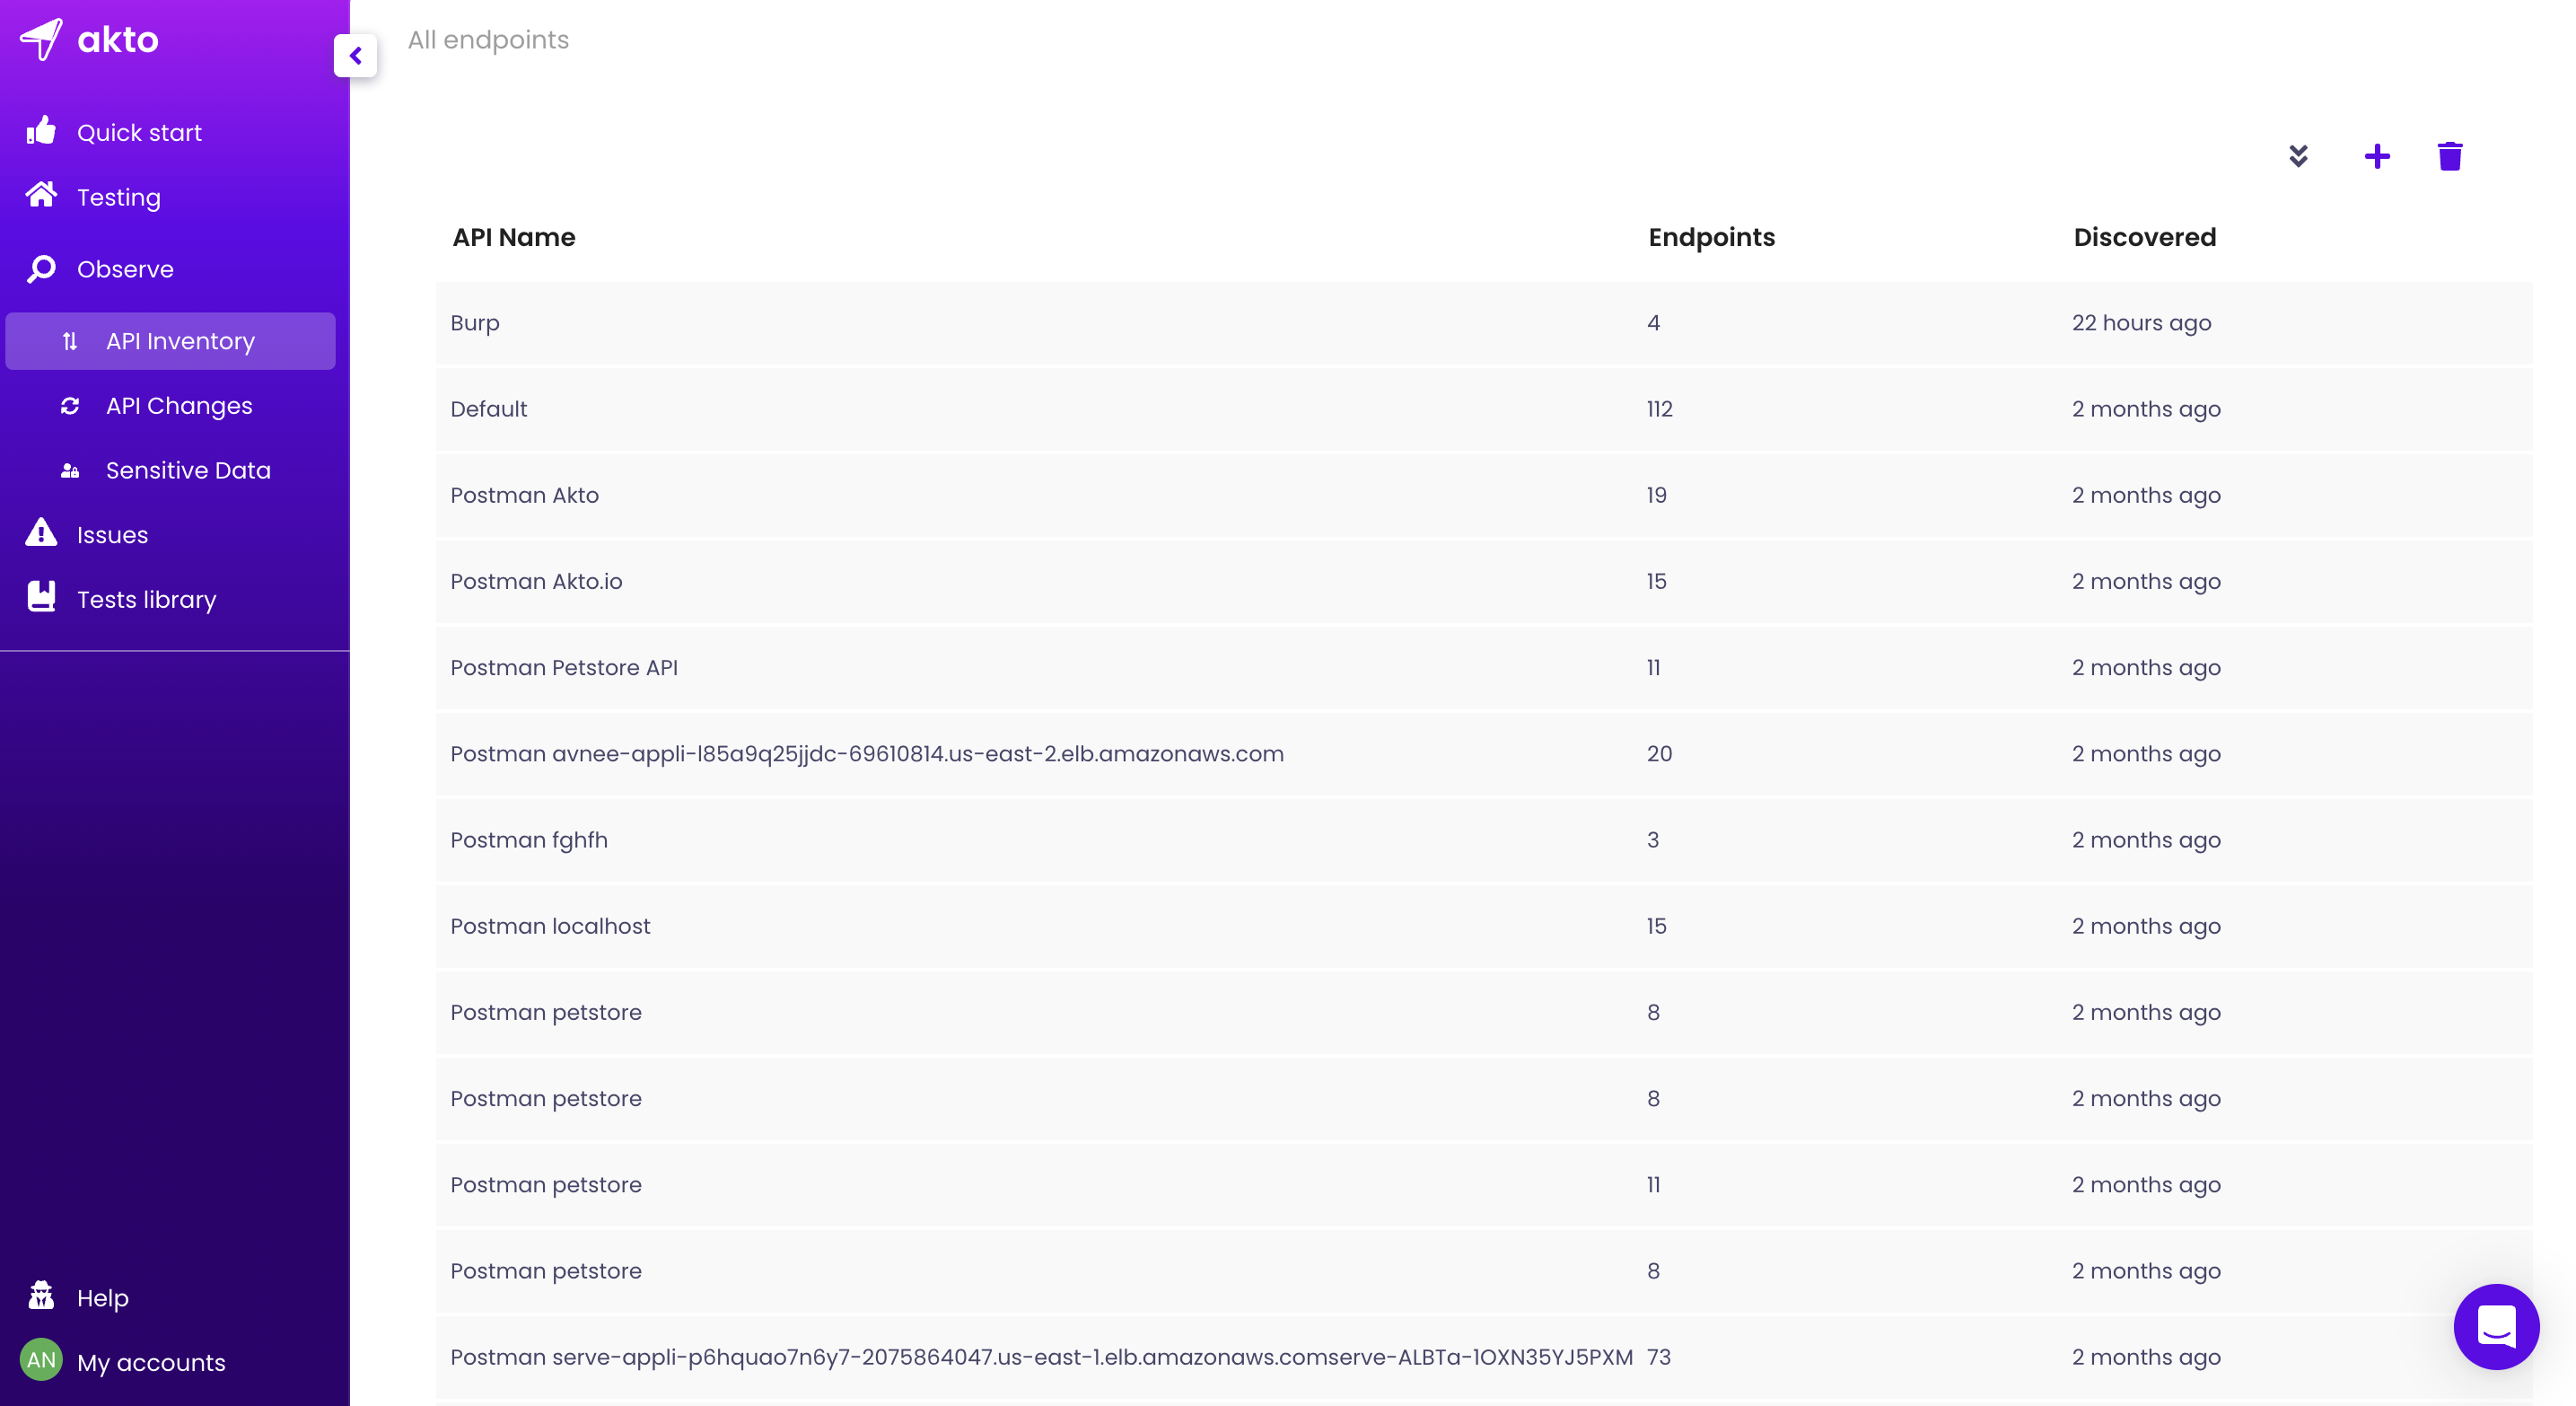 akto
All endpoints
Quick start
Testing
Observe
API Inventory
API Changes
Sensitive Data
Issues
Tests library
Help
AN My accounts
API Name Endpoints Discovered
Burp 4 22 hours ago
Default 112 2 months ago
Postman Akto 19 2 months ago
Postman Akto.io 15 2 months ago
Postman Petstore API 11 2 months ago
Postman avnee-appli-l85a9q25jjdc-69610814.us-east-2.elb.amazonaws.com 20 2 months ago
Postman fghfh 3 2 months ago
Postman localhost 15 2 months ago
Postman petstore 8 2 months ago
Postman petstore 8 2 months ago
Postman petstore 11 2 months ago
Postman petstore 8 2 months ago
Postman serve-appli-p6hquao7n6y7-2075864047.us-east-1.elb.amazonaws.comserve-ALBTa-1OXN35YJ5PXM 73 2 months ago